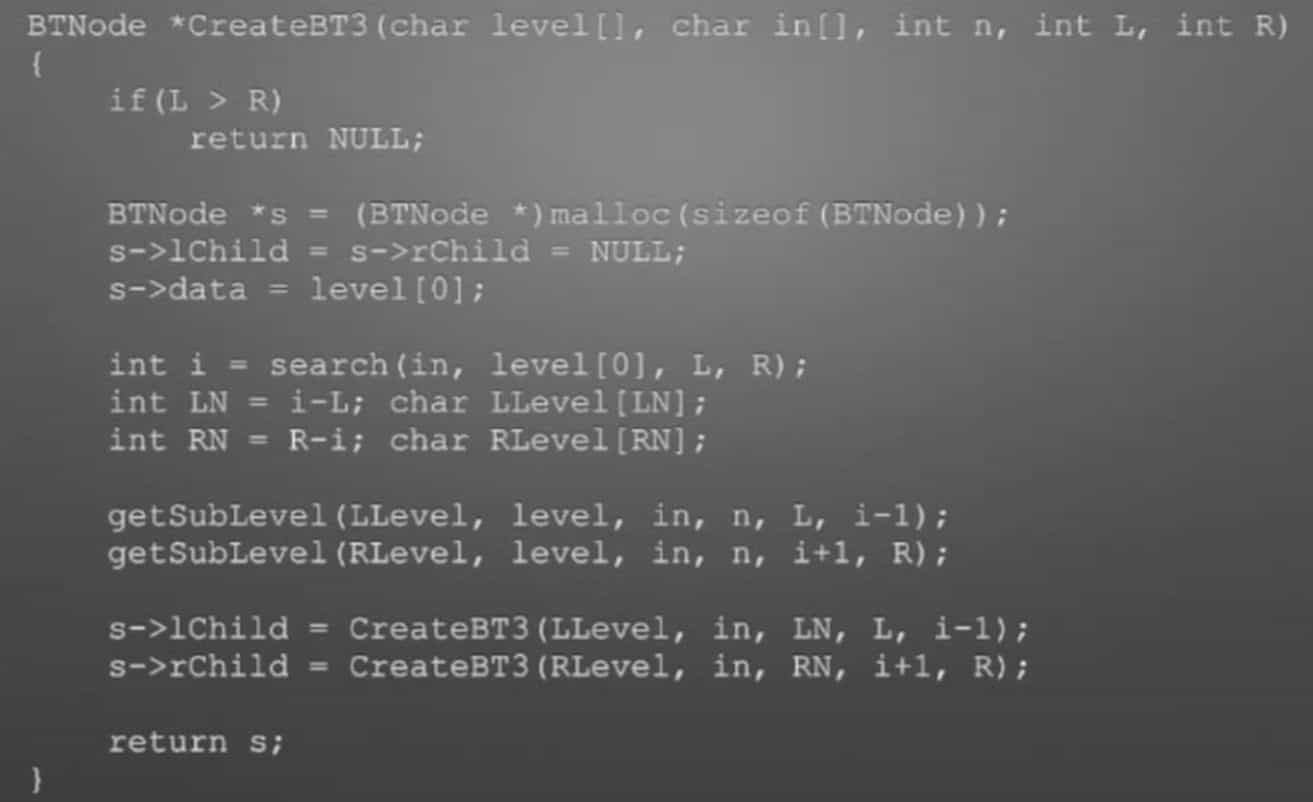 BTNode *CreateBT3(char level[], char in[], int n, int L, int R)
{
if(L > R)
return NULL;
BTNode *s = (BTNode *)malloc(sizeof(BTNode));
s->lChild = s->rChild = NULL;
s->data = level[0];
int i = search(in, level[0], L, R);
int LN = i-L; char LLevel[LN];
int RN = R-i; char RLevel[RN];
getSubLevel(LLevel, level, in, n, L, i-1);
getSubLevel(RLevel, level, in, n, i+1, R);
s->lChild = CreateBT3(LLevel, in, LN, L, i-1);
s->rChild = CreateBT3(RLevel, in, RN, i+1, R);
return s;
}